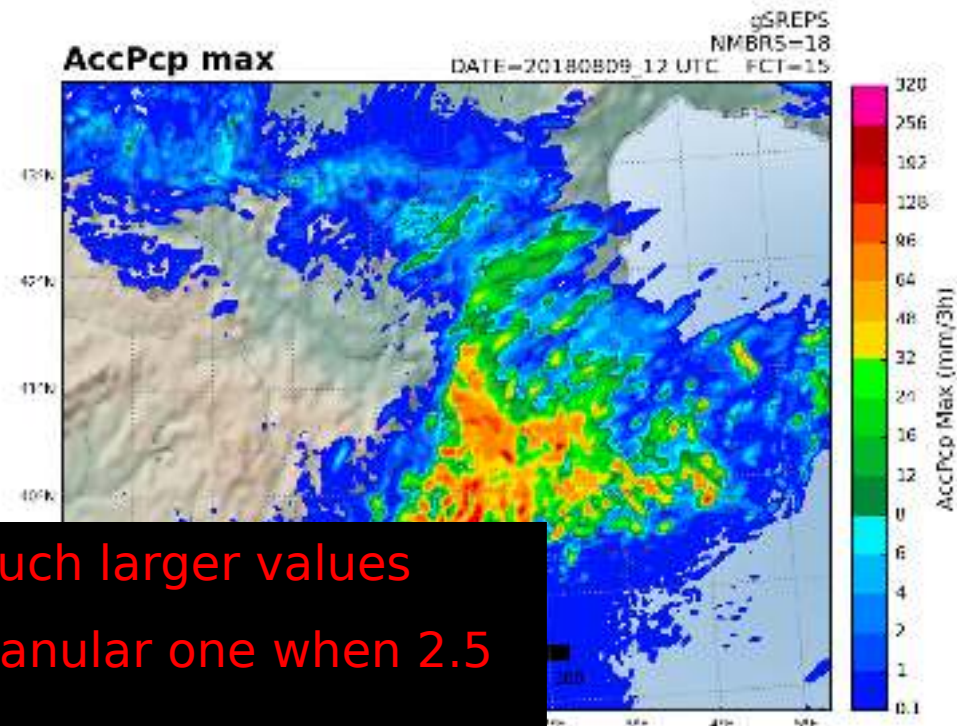 gSREPS
NMBRS=18
AccPcp max
DATE=20180809_12 UTC FCT=15
320
256
192
128
96
64
48
32
24
16
12
8
6
4
2
1
0.1
AccPcp Max (mm/3h)
43°N
42°N
41°N
40°N
uch larger values
anular one when 2.5